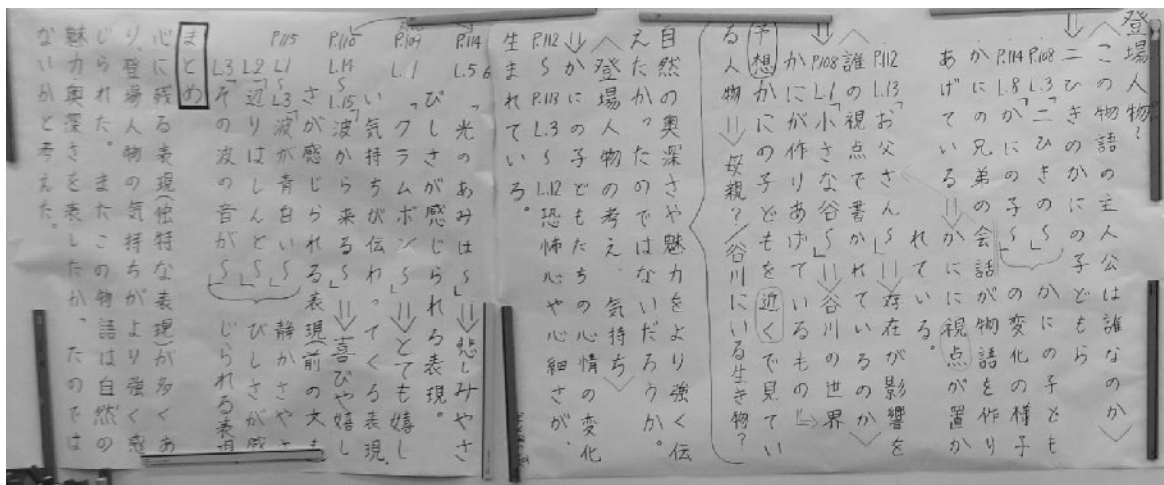 登場人物?
〈この物語の主人公は誰なのか〉
⇓二ひきのかにの子どもら
P.108 L.3「二ひきの〜」かにの子ども
P.114 L.8「かにの子〜」の変化の様子
かにの兄弟の会話が物語を作り
あげている⇒かにに視点が置か
れている。
P.112 L.13「お父さん〜」⇒存在が影響を
〈誰の視点で書かれているのか〉
⇓P.108 L.1「小さな谷〜」⇒谷川の世界
かにが作りあげているもの
予想 かにの子どもを近くで見てい
る人物⇒母親?/谷川にいる生き物?
自然の奥深さや魅力をより強く伝
えたかったのではないだろうか。
〈登場人物の考え、気持ち〉
⇓かにの子どもたちの心情の変化
P.112〜P.113 L.3〜L.12 恐怖心や心細さが、
生まれている。
P.114 L.5 6「光のあみは〜」⇒悲しみやさ
びしさが感じられる表現。
P.109 L.1「クラムボン〜」⇒とても嬉し
い気持ちが伝わってくる表現。
P.110 L.14〜L.15「波から来る〜」⇒喜びや嬉し
さが感じられる表現(前の文も
P.115 L.1〜L.3「波が青白い〜 静かさやさ
L.2「辺りはしんと〜 びしさが感
L.3「その波の音が〜」じられる表現
まとめ
心に残る表現(独特な表現)が多くあ
り、登場人物の気持ちがより強く感
じられた。またこの物語は自然の
魅力、奥深さを表したかったのでは
ないかと考えた。